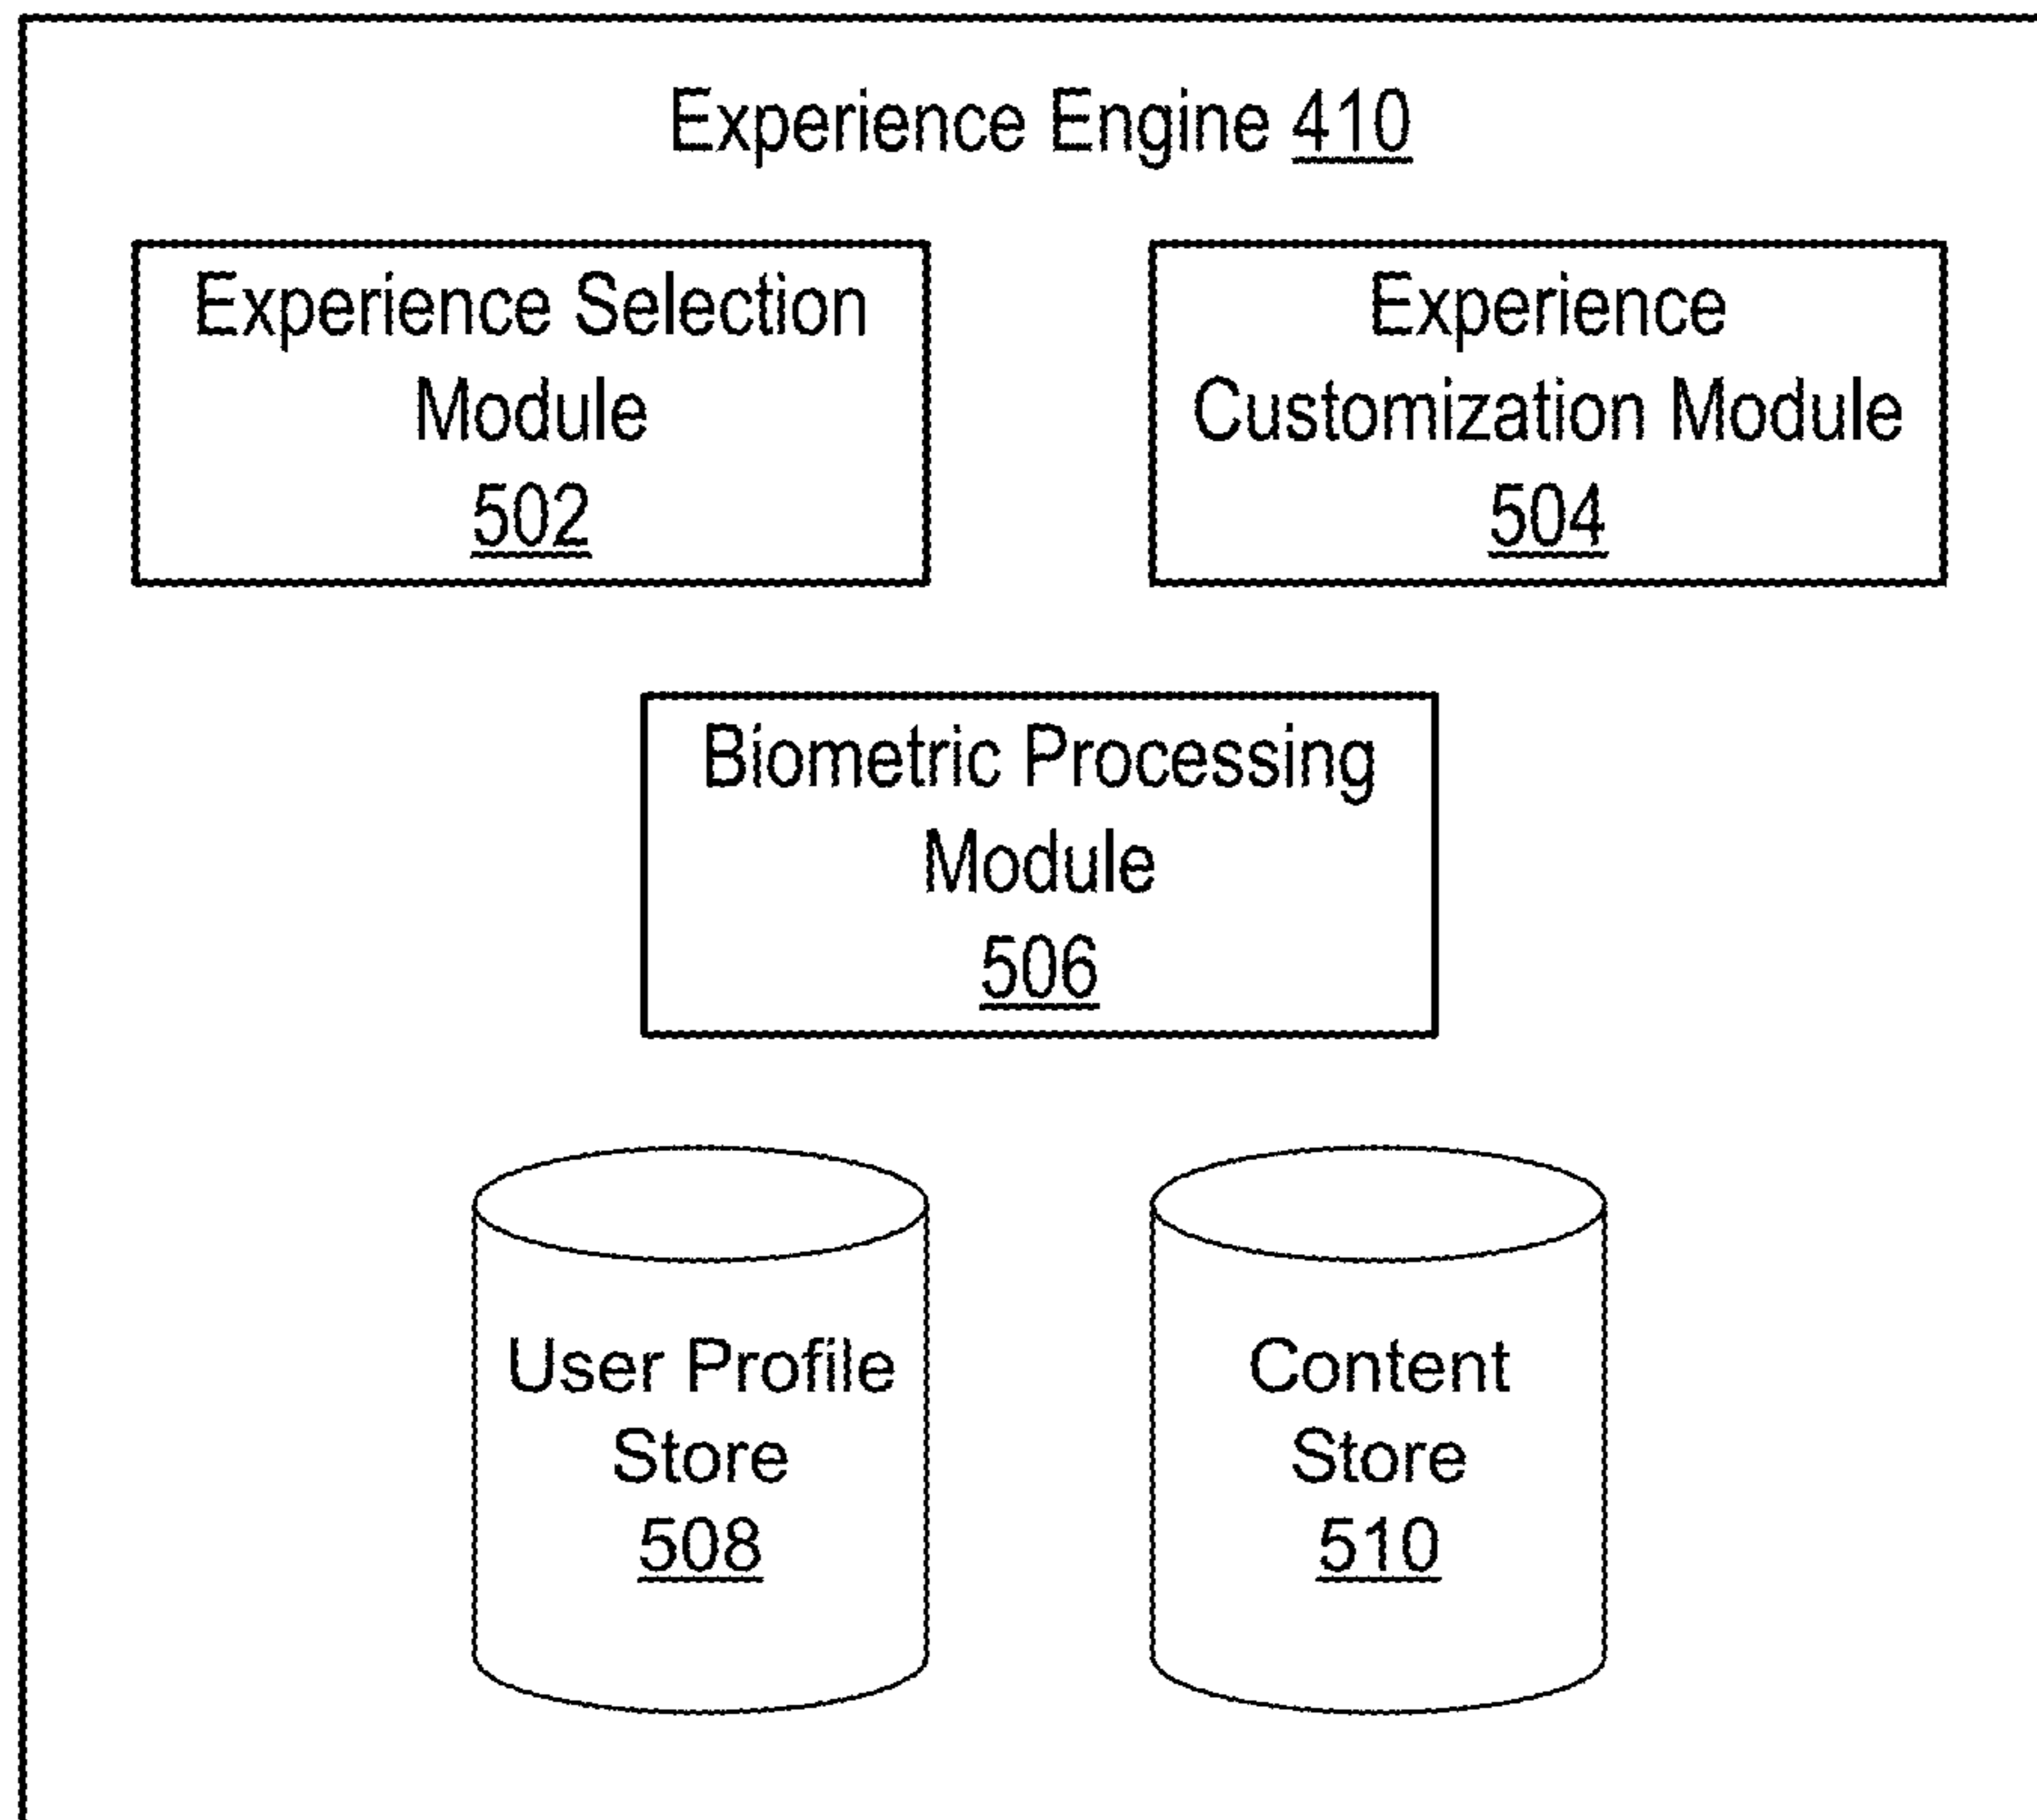 Experience Engine 410
Experience Selection
Module
502
Experience
Customization Module
504
Biometric Processing
Module
506
User Profile
Store
508
Content
Store
510